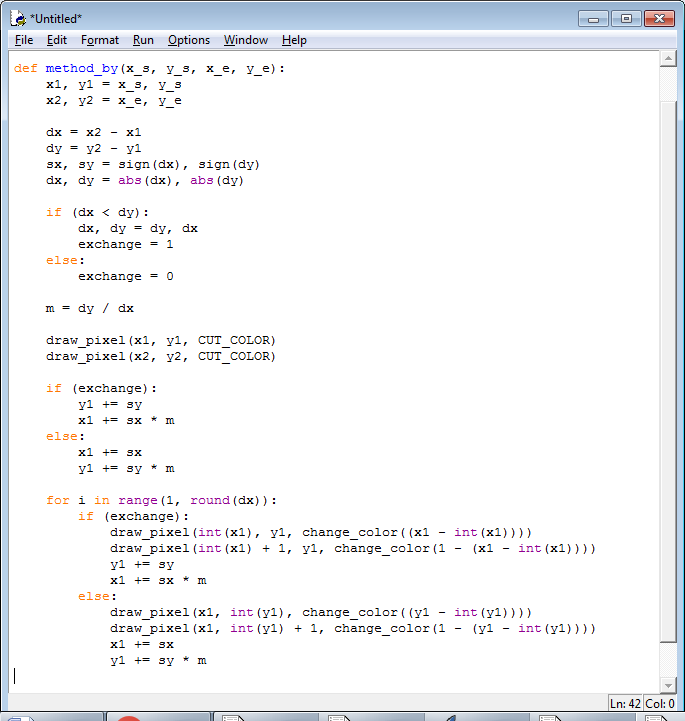 *Untitled*
File Edit Format Run Options Window Help
def method_by(x_s, y_s, x_e, y_e):
    x1, y1 = x_s, y_s
    x2, y2 = x_e, y_e

    dx = x2 - x1
    dy = y2 - y1
    sx, sy = sign(dx), sign(dy)
    dx, dy = abs(dx), abs(dy)

    if (dx < dy):
        dx, dy = dy, dx
        exchange = 1
    else:
        exchange = 0

    m = dy / dx

    draw_pixel(x1, y1, CUT_COLOR)
    draw_pixel(x2, y2, CUT_COLOR)

    if (exchange):
        y1 += sy
        x1 += sx * m
    else:
        x1 += sx
        y1 += sy * m

    for i in range(1, round(dx)):
        if (exchange):
            draw_pixel(int(x1), y1, change_color((x1 - int(x1))))
            draw_pixel(int(x1) + 1, y1, change_color(1 - (x1 - int(x1))))
            y1 += sy
            x1 += sx * m
        else:
            draw_pixel(x1, int(y1), change_color((y1 - int(y1))))
            draw_pixel(x1, int(y1) + 1, change_color(1 - (y1 - int(y1))))
            x1 += sx
            y1 += sy * m
Ln: 42 Col: 0